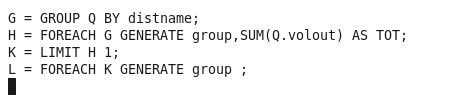 G = GROUP Q BY distname;
H = FOREACH G GENERATE group,SUM(Q.volout) AS TOT;
K = LIMIT H 1;
L = FOREACH K GENERATE group ;